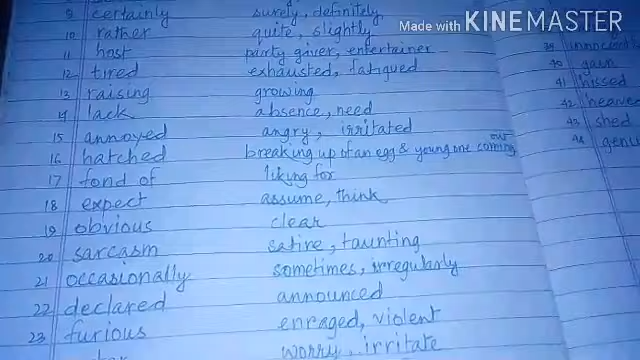 Made with KINEMASTER
9 certainly surely, definitely
10 rather quite, slightly
11 host party giver, entertainer
12 tired exhausted, fatigued
13 raising growing
14 lack absence, need
15 annoyed angry, irritated
16 hatched breaking up of an egg & young one coming out
17 fond of liking for
18 expect assume, think
19 obvious clear
20 sarcasm satire, taunting
21 occasionally sometimes, irregularly
22 declared announced
23 furious enraged, violent
worry, irritate
39
40 gain
41 hissed
42
43 shed
44